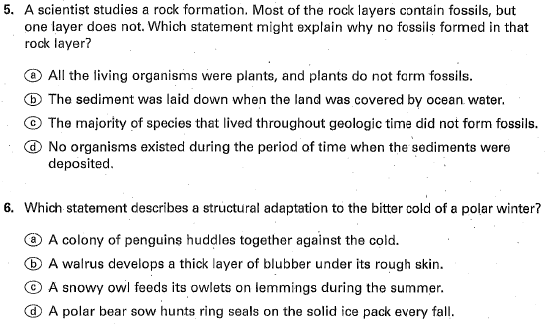 5. A scientist studies a rock formation. Most of the rock layers contain fossils, but
one layer does not. Which statement might explain why no fossils formed in that
rock layer?
ⓐ All the living organisms were plants, and plants do not form fossils.
ⓑ The sediment was laid down when the land was covered by ocean water.
ⓒ The majority of species that lived throughout geologic time did not form fossils.
ⓓ No organisms existed during the period of time when the sediments were
deposited.
6. Which statement describes a structural adaptation to the bitter cold of a polar winter?
ⓐ A colony of penguins huddles together against the cold.
ⓑ A walrus develops a thick layer of blubber under its rough skin.
ⓒ A snowy owl feeds its owlets on lemmings during the summer.
ⓓ A polar bear sow hunts ring seals on the solid ice pack every fall.